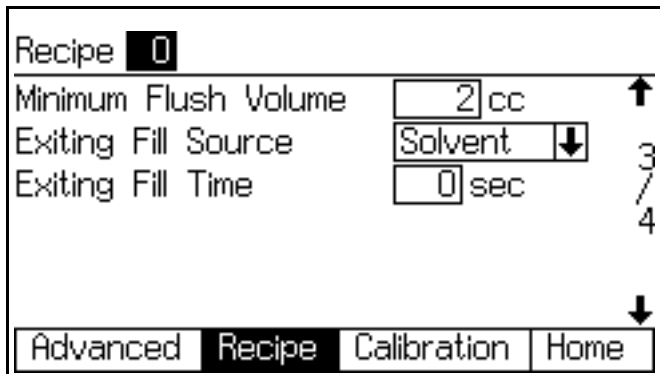 Recipe 0
Minimum Flush Volume 2 cc
Exiting Fill Source Solvent
Exiting Fill Time 0 sec
3/4
Advanced Recipe Calibration Home